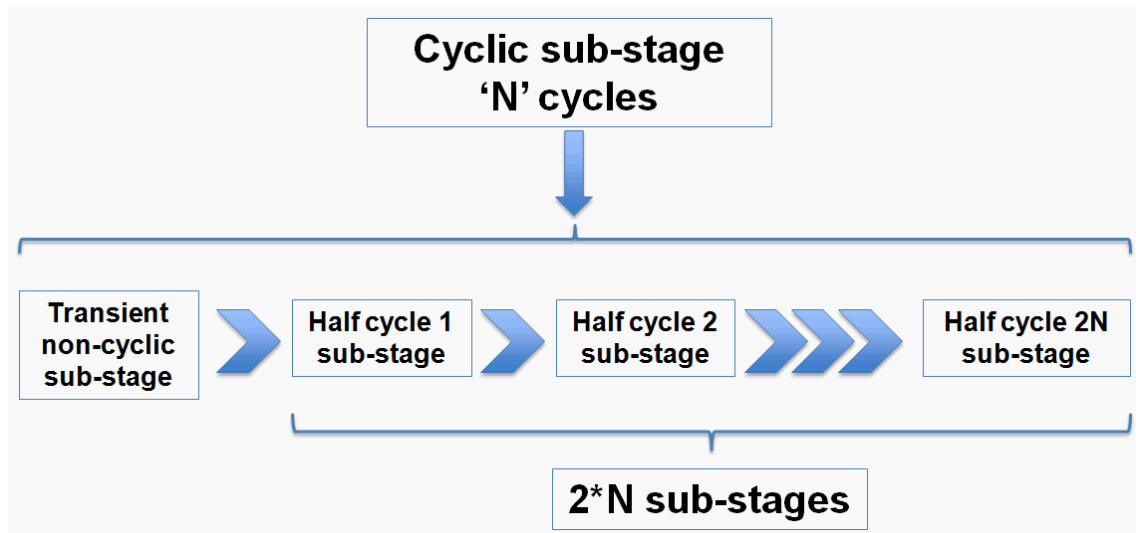 Cyclic sub-stage
‘N’ cycles
Transient
non-cyclic
sub-stage
Half cycle 1
sub-stage
Half cycle 2
sub-stage
Half cycle 2N
sub-stage
2*N sub-stages